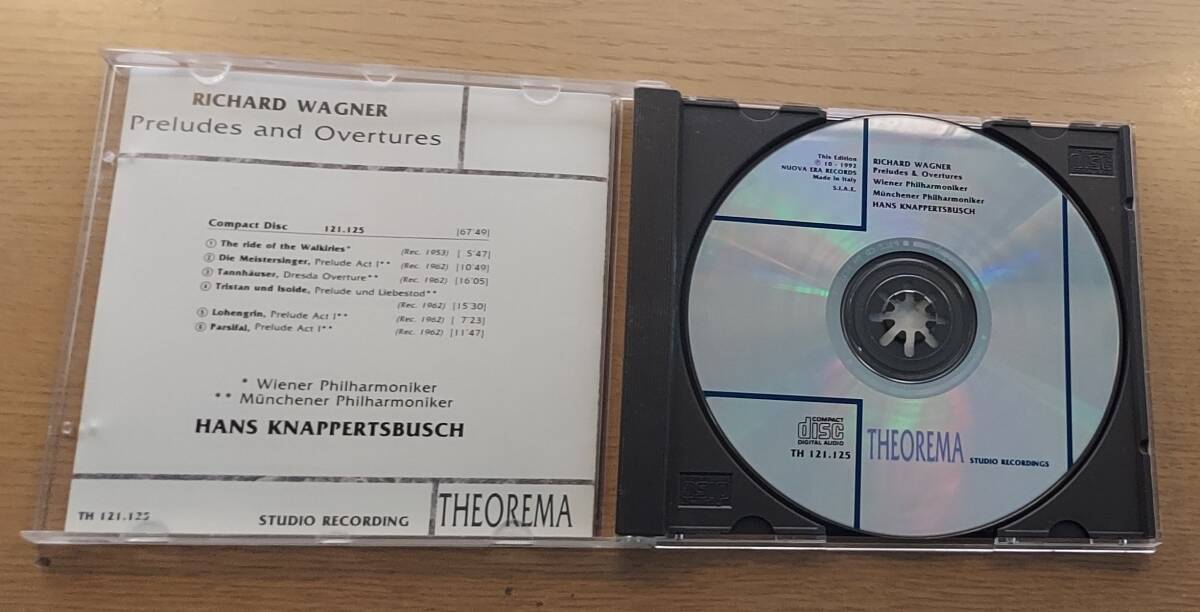 RICHARD WAGNER
Preludes and Overtures
Compact Disc 121.125 |67'49|
① The ride of the Walkiries* (Rec. 1953) | 5'47|
② Die Meistersinger, Prelude Act I** (Rec. 1962) |10'49|
③ Tannhäuser, Dresda Overture** (Rec. 1962) |16'05|
④ Tristan und Isolde, Prelude und Liebestod**
(Rec. 1962) |15'30|
⑤ Lohengrin, Prelude Act I** (Rec. 1962) | 7'23|
⑥ Parsifal, Prelude Act I** (Rec. 1962) |11'47|
* Wiener Philharmoniker
** Münchener Philharmoniker
HANS KNAPPERTSBUSCH
TH 121.125 STUDIO RECORDING THEOREMA
This Edition
℗ 10 - 1992
NUOVA ERA RECORDS
Made in Italy
S.I.A.E.
RICHARD WAGNER
Preludes & Overtures
Wiener Philharmoniker
Münchener Philharmoniker
HANS KNAPPERTSBUSCH
COMPACT
disc
DIGITAL AUDIO
TH 121.125
THEOREMA STUDIO RECORDINGS
disc